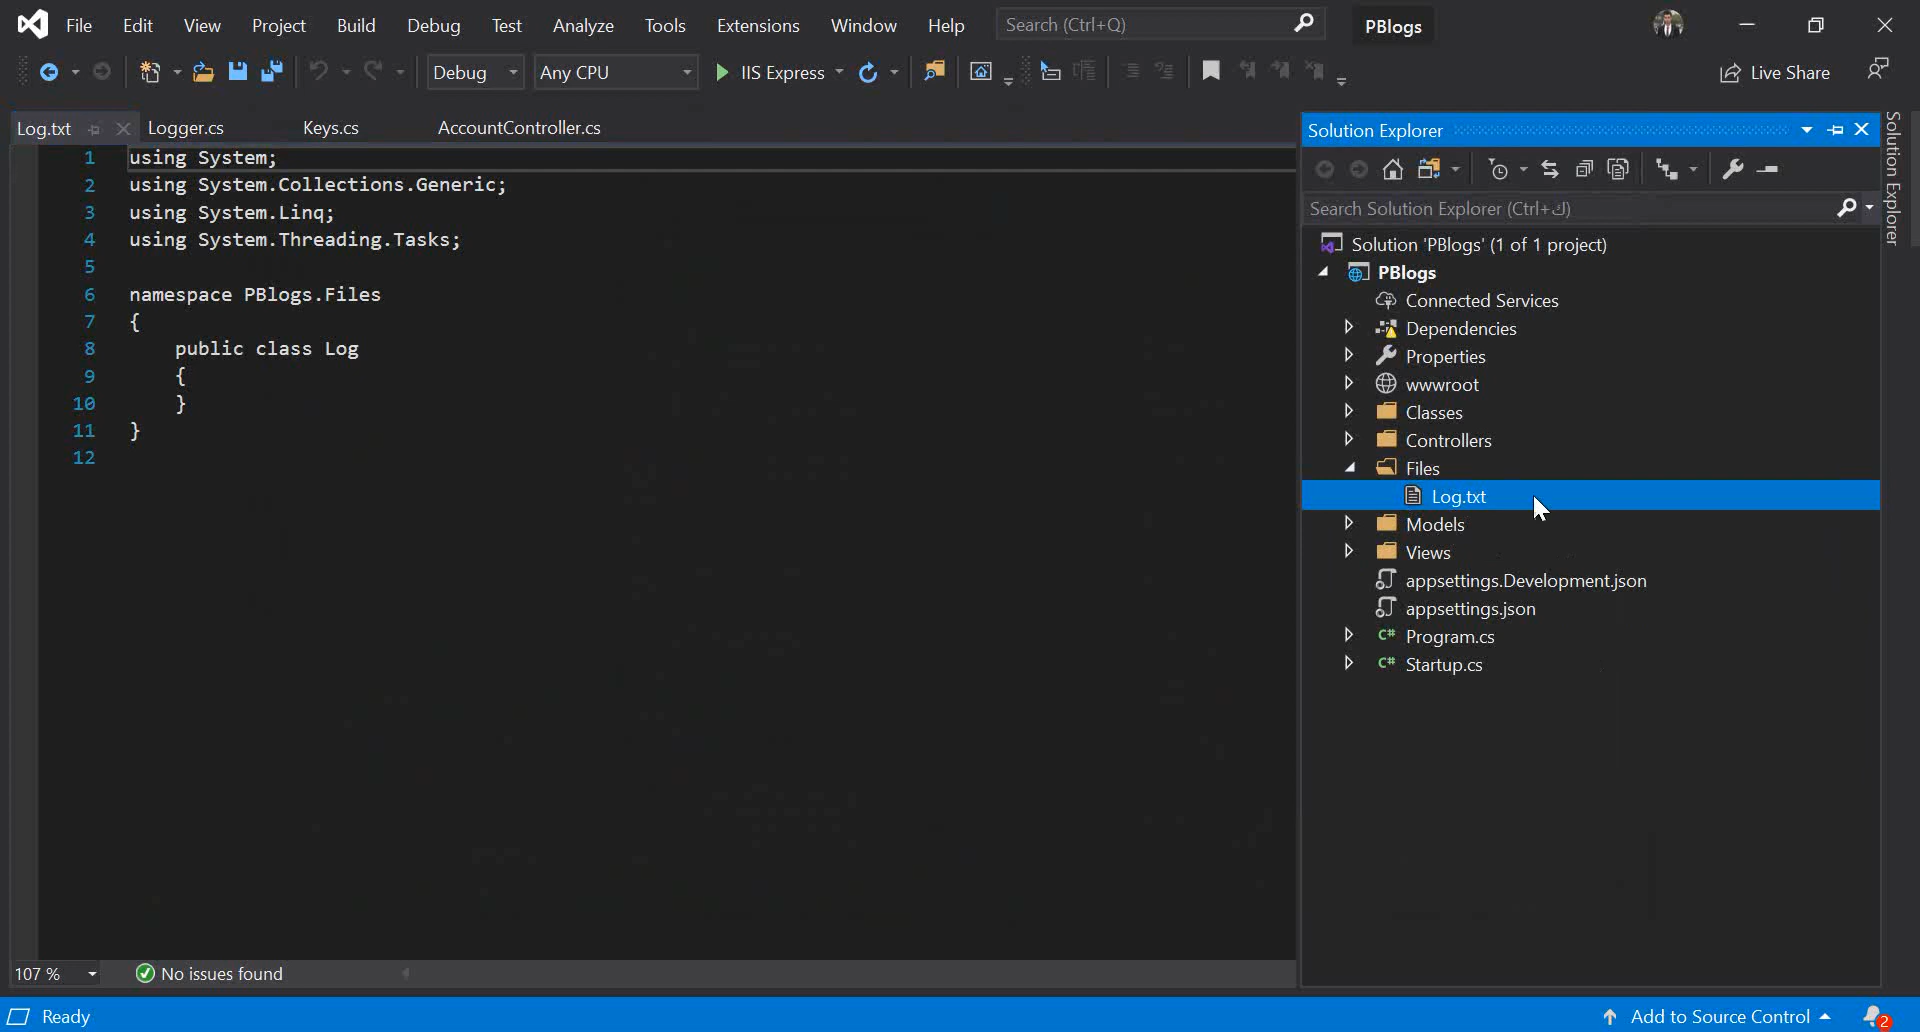 File Edit View Project Build Debug Test Analyze Tools Extensions Window Help Search (Ctrl+Q) PBlogs
Debug Any CPU IIS Express Live Share
Log.txt Logger.cs Keys.cs AccountController.cs
1 using System;
2 using System.Collections.Generic;
3 using System.Linq;
4 using System.Threading.Tasks;
5
6 namespace PBlogs.Files
7 {
8 public class Log
9 {
10 }
11 }
12
107 % No issues found
Solution Explorer
Search Solution Explorer (Ctrl+ك)
Solution 'PBlogs' (1 of 1 project)
PBlogs
Connected Services
Dependencies
Properties
wwwroot
Classes
Controllers
Files
Log.txt
Models
Views
appsettings.Development.json
appsettings.json
C# Program.cs
C# Startup.cs
Solution Explorer
Ready Add to Source Control 2